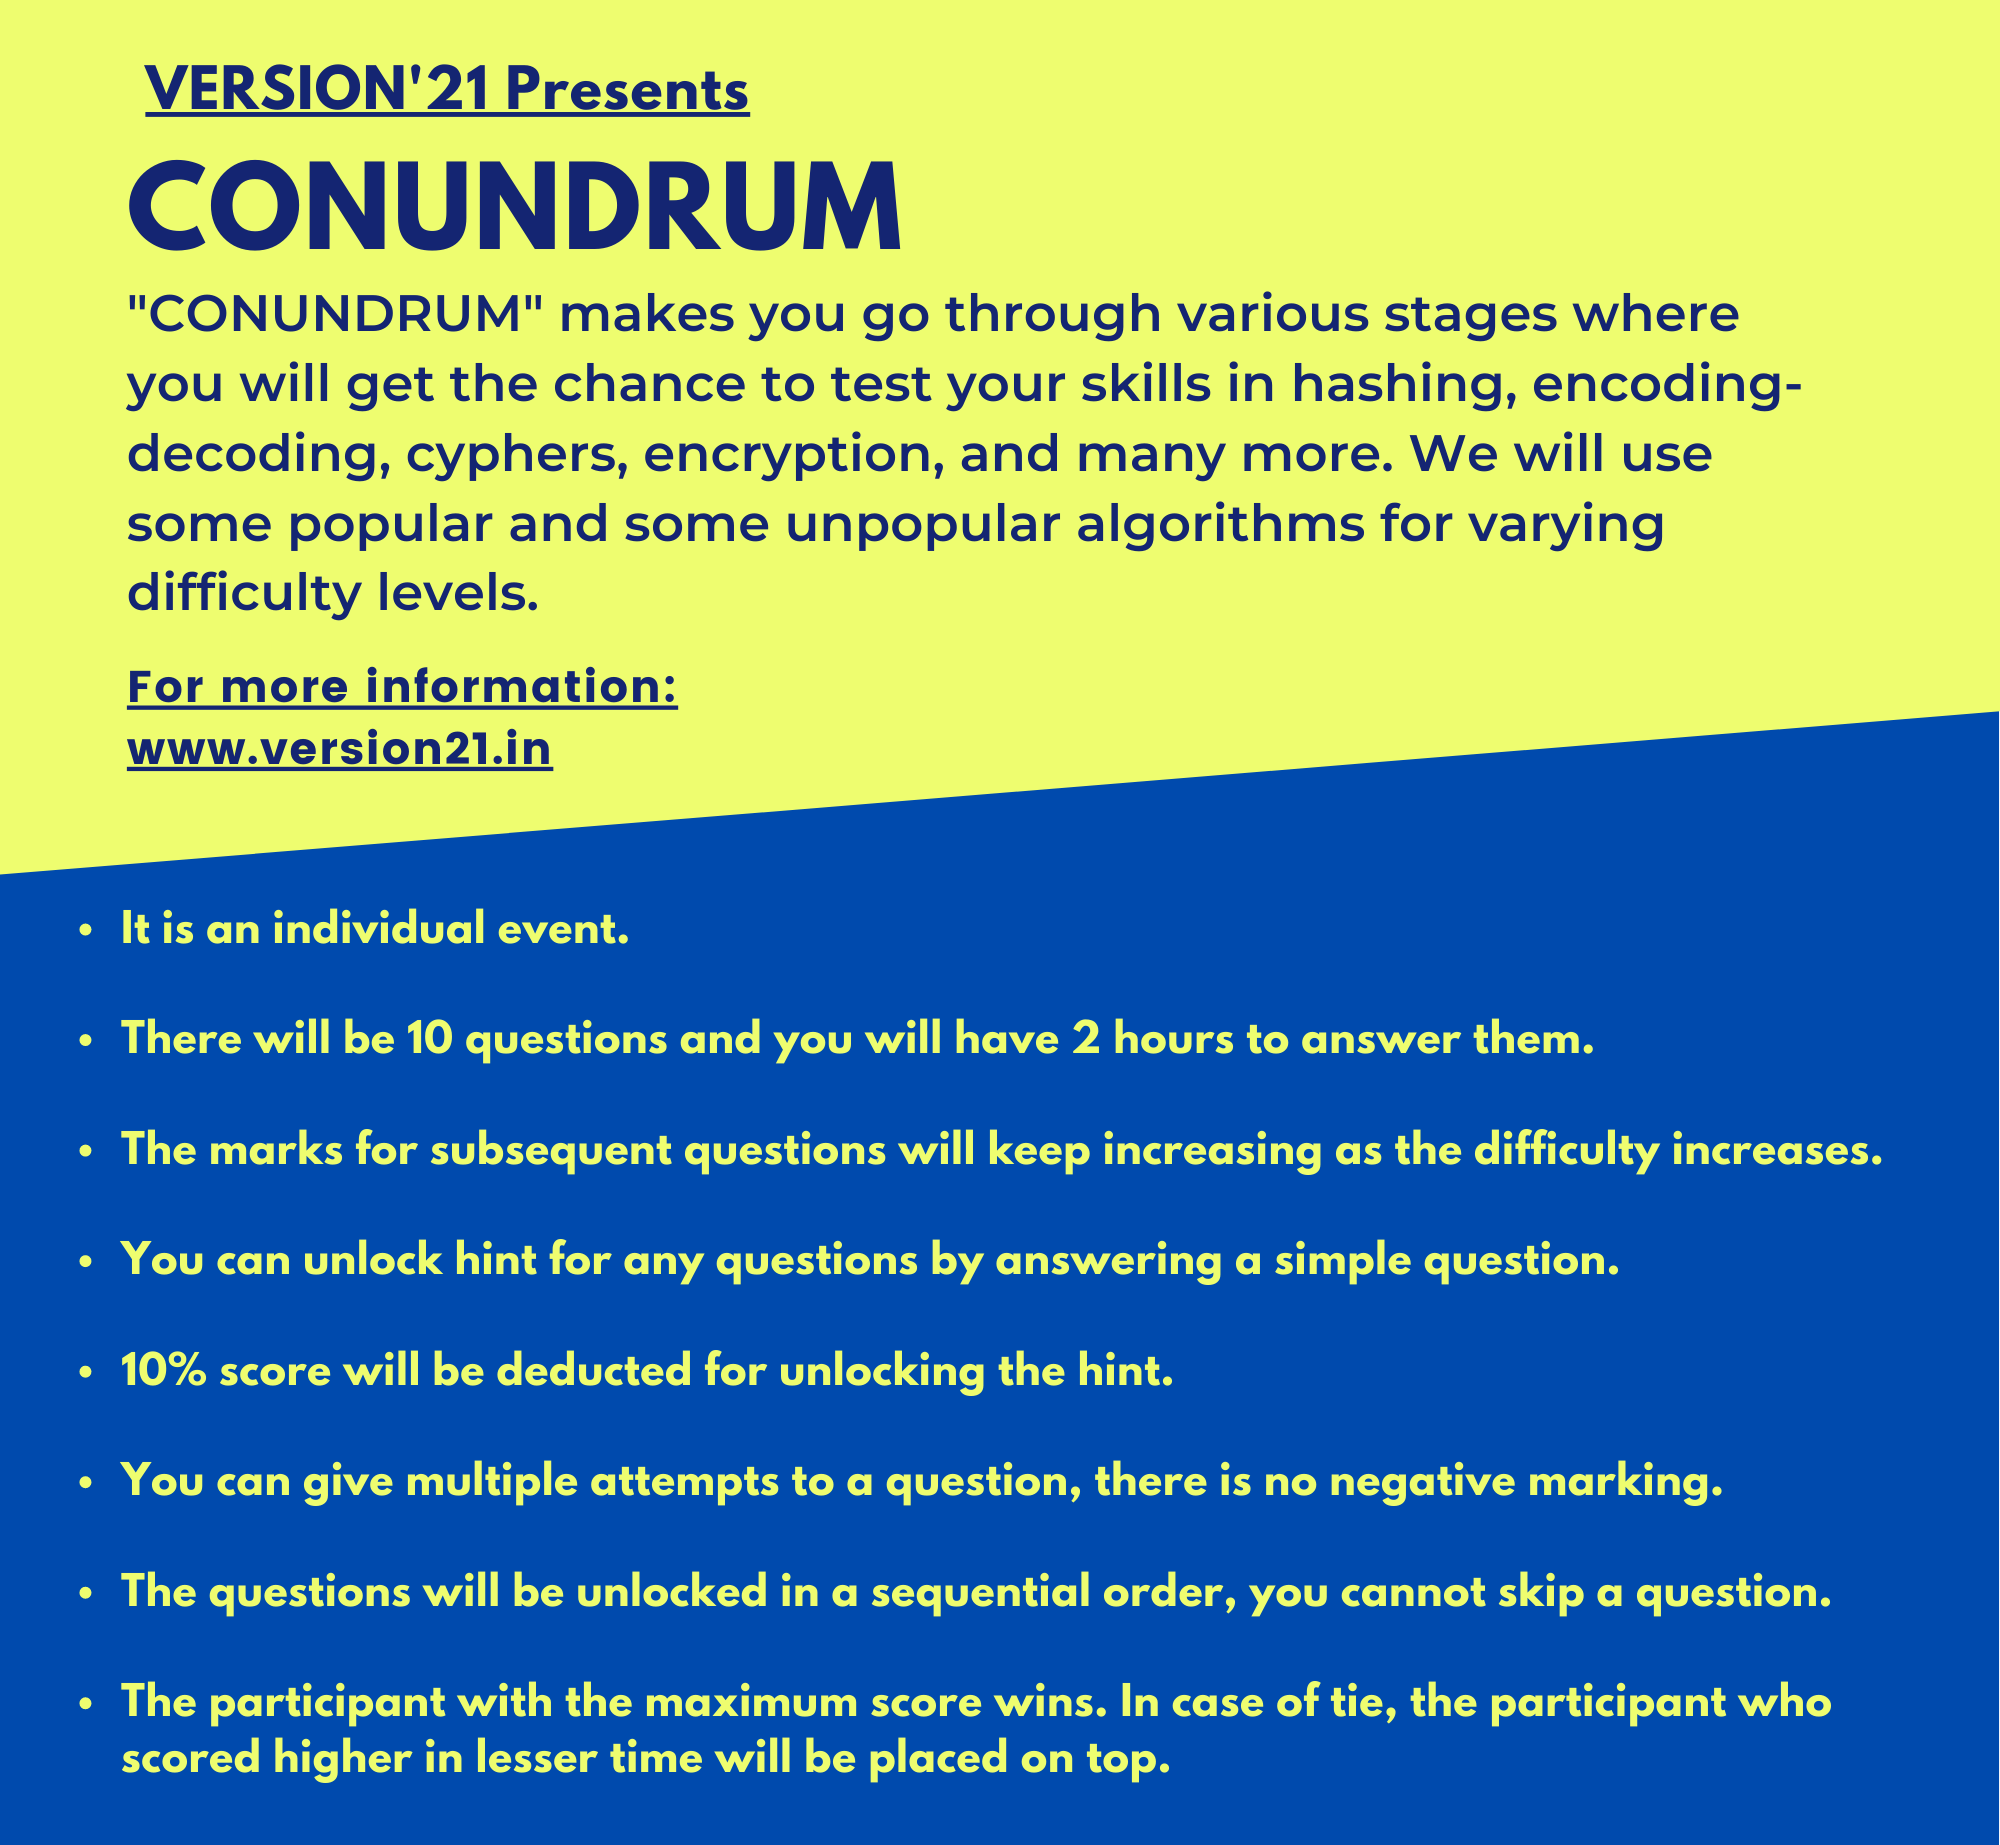 VERSION'21 Presents
CONUNDRUM
"CONUNDRUM" makes you go through various stages where
you will get the chance to test your skills in hashing, encoding-
decoding, cyphers, encryption, and many more. We will use
some popular and some unpopular algorithms for varying
difficulty levels.
For more information:
www.version21.in
• It is an individual event.
• There will be 10 questions and you will have 2 hours to answer them.
• The marks for subsequent questions will keep increasing as the difficulty increases.
• You can unlock hint for any questions by answering a simple question.
• 10% score will be deducted for unlocking the hint.
• You can give multiple attempts to a question, there is no negative marking.
• The questions will be unlocked in a sequential order, you cannot skip a question.
• The participant with the maximum score wins. In case of tie, the participant who
scored higher in lesser time will be placed on top.